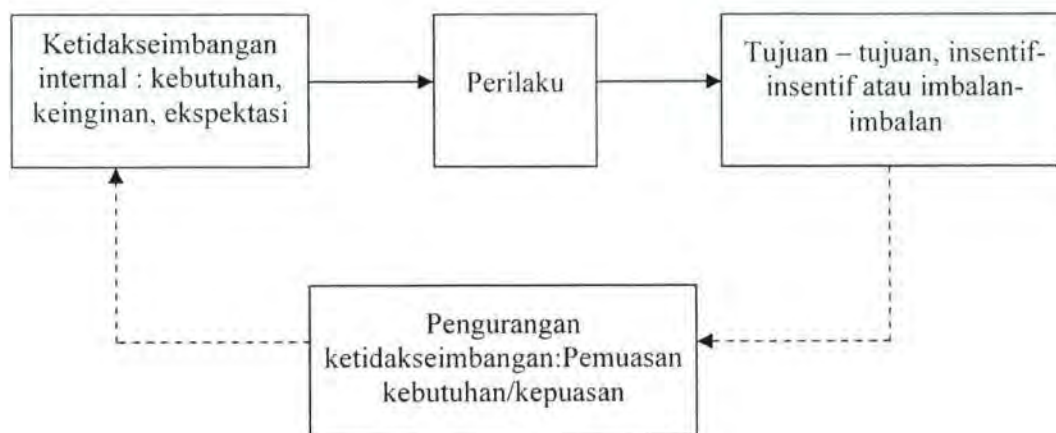 Ketidakseimbangan
internal : kebutuhan,
keinginan, ekspektasi
Perilaku
Tujuan – tujuan, insentif-
insentif atau imbalan-
imbalan
Pengurangan
ketidakseimbangan:Pemuasan
kebutuhan/kepuasan